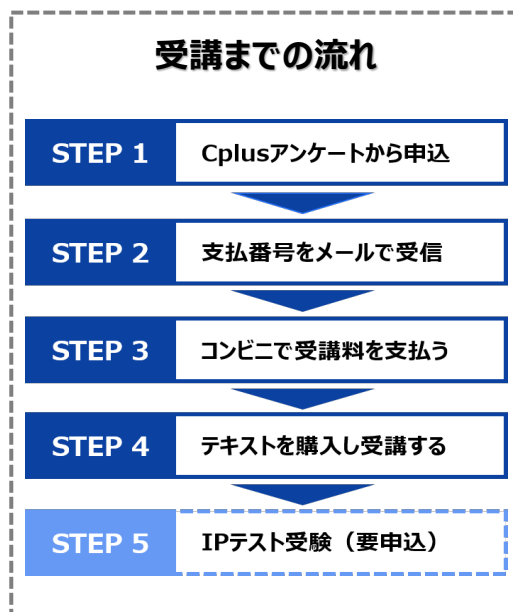 受講までの流れ
STEP 1
Cplusアンケートから申込
STEP 2
支払番号をメールで受信
STEP 3
コンビニで受講料を支払う
STEP 4
テキストを購入し受講する
STEP 5
IPテスト受験（要申込）